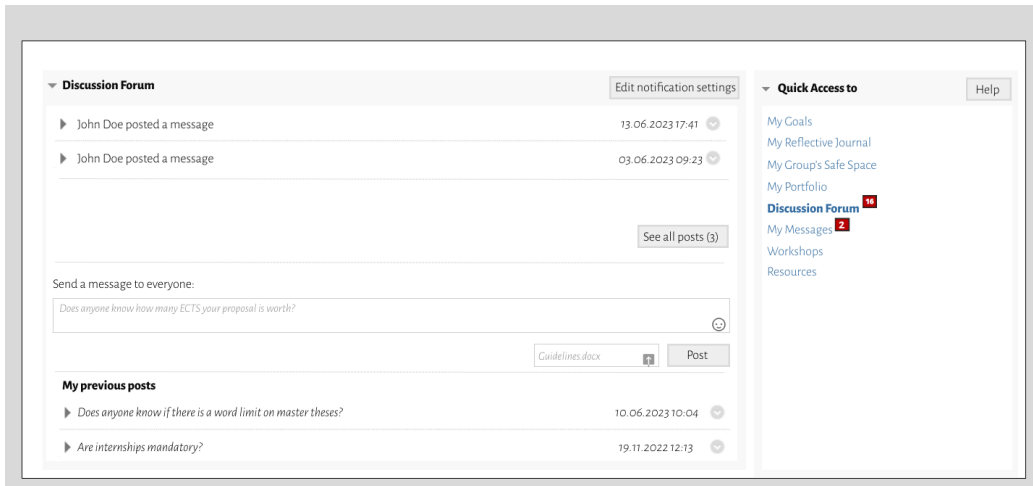 Discussion Forum
Edit notification settings
John Doe posted a message
13.06.2023 17:41
John Doe posted a message
03.06.2023 09:23
See all posts (3)
Send a message to everyone:
Does anyone know how many ECTS your proposal is worth?
Guidelines.docx
Post
My previous posts
Does anyone know if there is a word limit on master theses?
10.06.2023 10:04
Are internships mandatory?
19.11.2022 12:13
Quick Access to
Help
My Goals
My Reflective Journal
My Group's Safe Space
My Portfolio
Discussion Forum 16
My Messages 2
Workshops
Resources